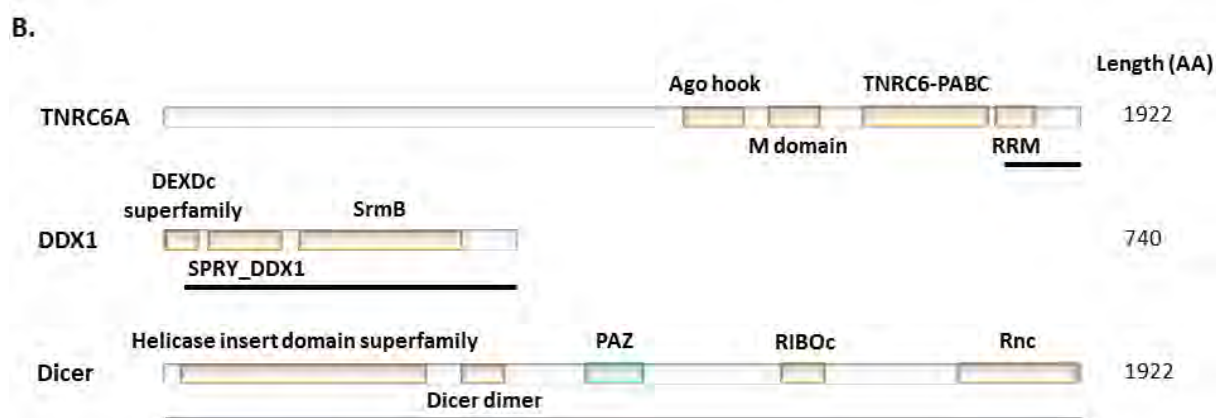 B.
Length (AA)
Ago hook
TNRC6-PABC
TNRC6A
1922
M domain
RRM
DEXDc
superfamily
SrmB
DDX1
740
SPRY_DDX1
Helicase insert domain superfamily
PAZ
RIBOc
Rnc
Dicer
1922
Dicer dimer